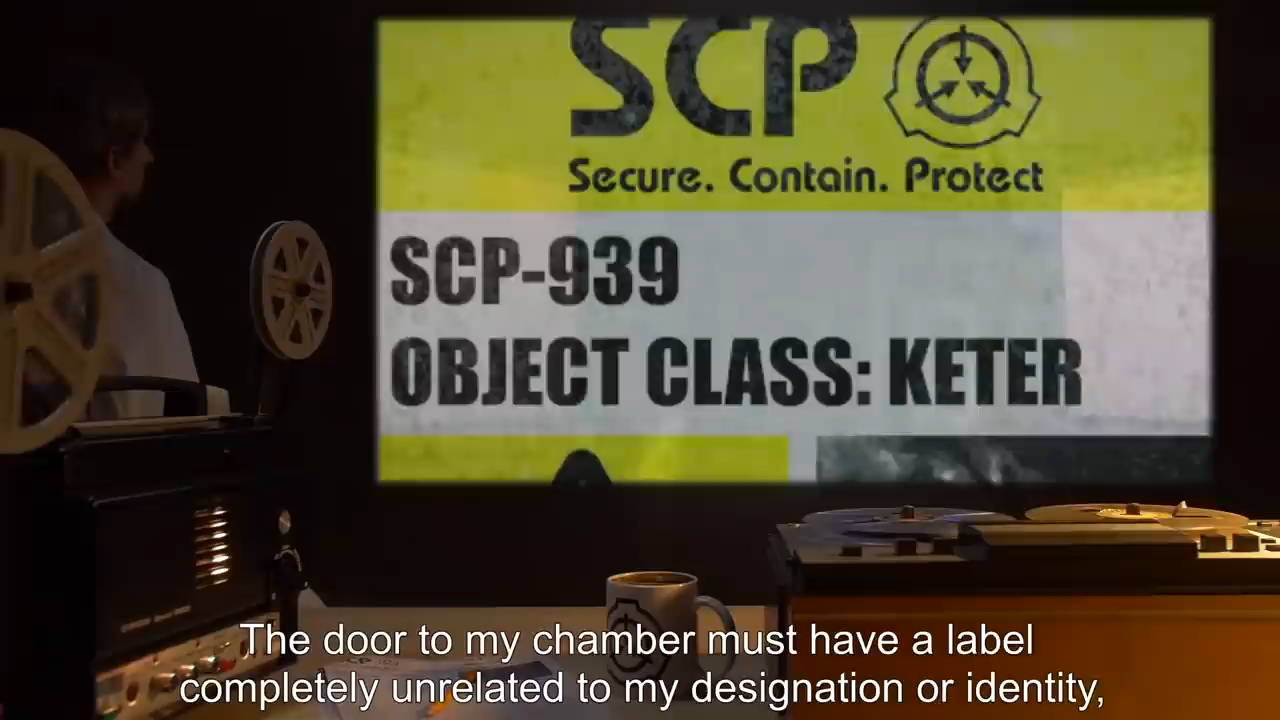 SCP
Secure. Contain. Protect
SCP-939
OBJECT CLASS: KETER
The door to my chamber must have a label
completely unrelated to my designation or identity,